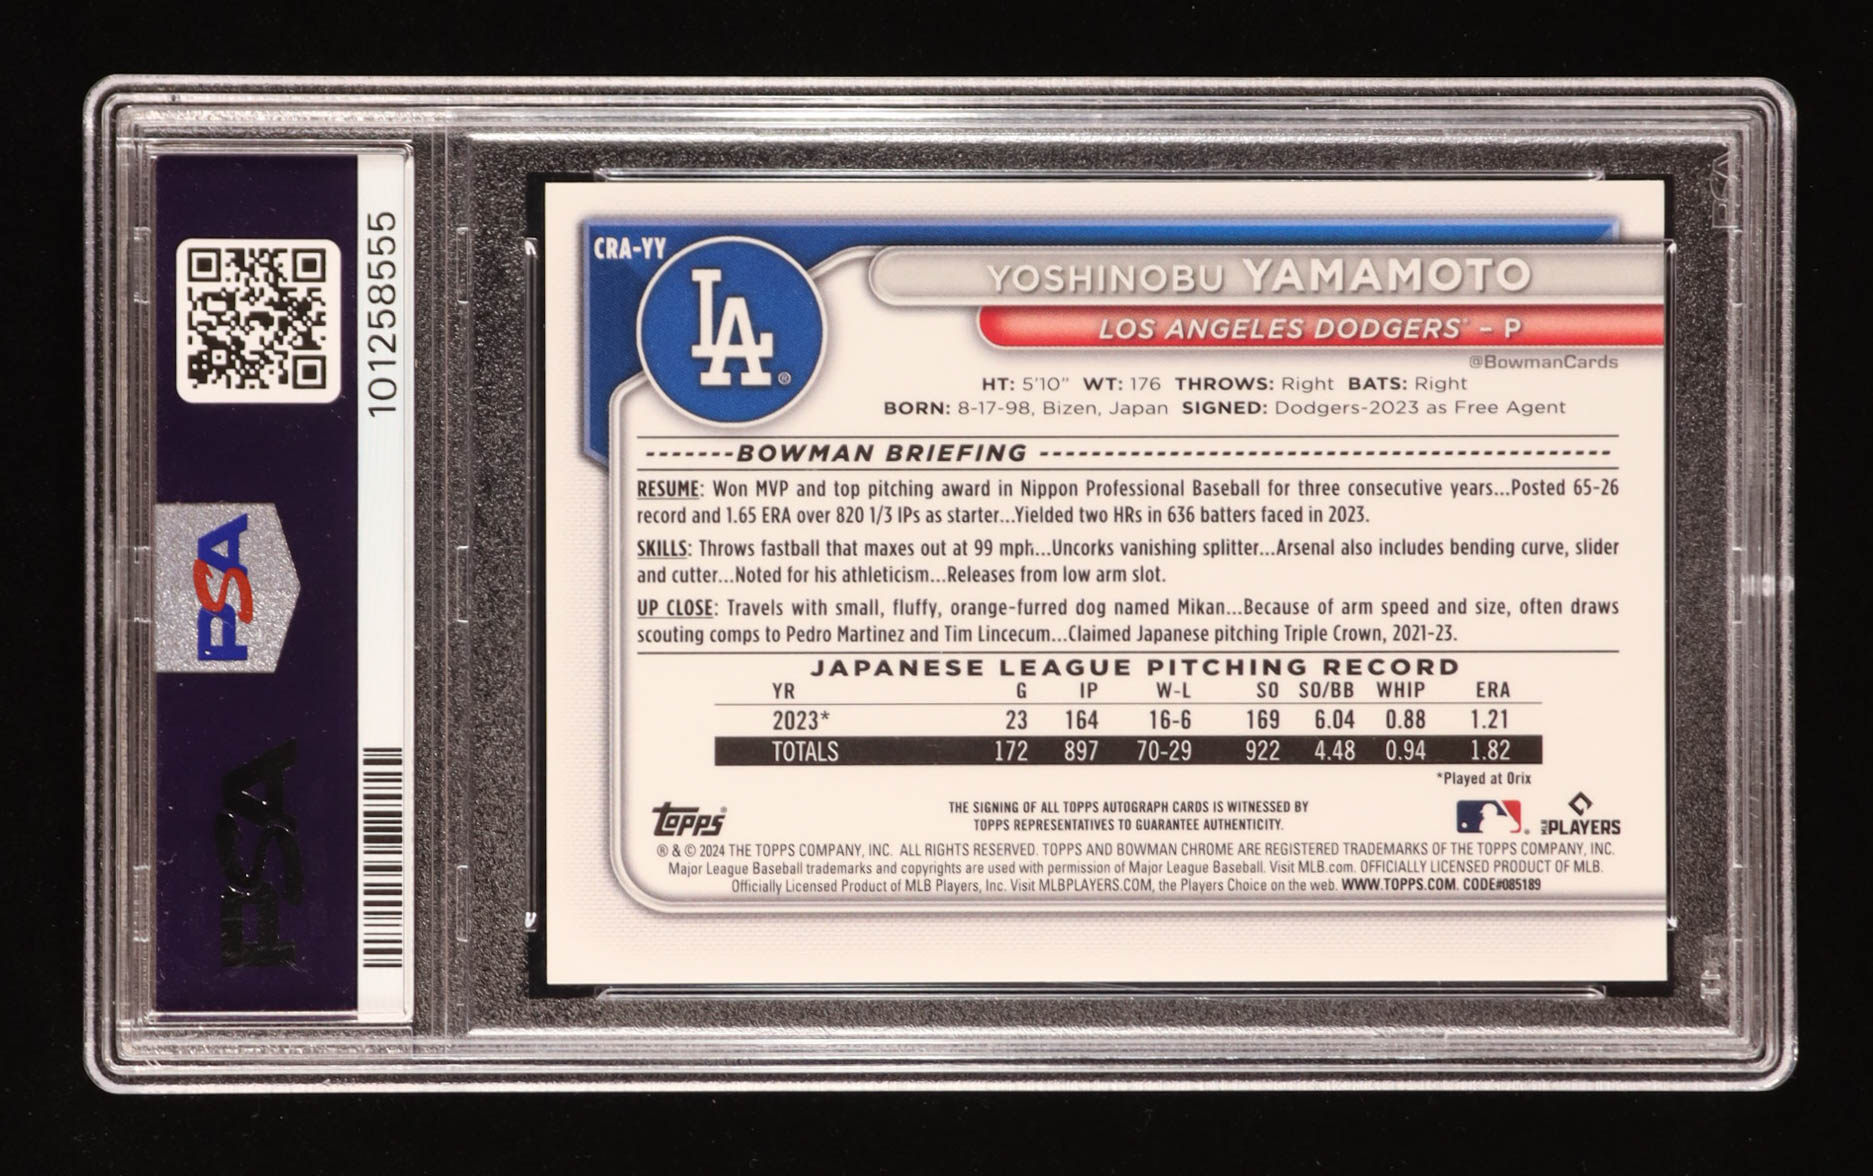 101258555
PSA
PSA
CRA-YY
LA®
YOSHINOBU YAMAMOTO
LOS ANGELES DODGERS® – P
@BowmanCards
HT: 5'10" WT: 176 THROWS: Right BATS: Right
BORN: 8-17-98, Bizen, Japan SIGNED: Dodgers-2023 as Free Agent
BOWMAN BRIEFING
RESUME: Won MVP and top pitching award in Nippon Professional Baseball for three consecutive years...Posted 65-26
record and 1.65 ERA over 820 1/3 IPs as starter...Yielded two HRs in 636 batters faced in 2023.
SKILLS: Throws fastball that maxes out at 99 mph...Uncorks vanishing splitter...Arsenal also includes bending curve, slider
and cutter...Noted for his athleticism...Releases from low arm slot.
UP CLOSE: Travels with small, fluffy, orange-furred dog named Mikan...Because of arm speed and size, often draws
scouting comps to Pedro Martinez and Tim Lincecum...Claimed Japanese pitching Triple Crown, 2021-23.
JAPANESE LEAGUE PITCHING RECORD
YR G IP W-L SO SO/BB WHIP ERA
2023* 23 164 16-6 169 6.04 0.88 1.21
TOTALS 172 897 70-29 922 4.48 0.94 1.82
*Played at Orix
Topps
THE SIGNING OF ALL TOPPS AUTOGRAPH CARDS IS WITNESSED BY
TOPPS REPRESENTATIVES TO GUARANTEE AUTHENTICITY.
MLB PLAYERS
® & © 2024 THE TOPPS COMPANY, INC. ALL RIGHTS RESERVED. TOPPS AND BOWMAN CHROME ARE REGISTERED TRADEMARKS OF THE TOPPS COMPANY, INC.
Major League Baseball trademarks and copyrights are used with permission of Major League Baseball. Visit MLB.com. OFFICIALLY LICENSED PRODUCT OF MLB.
Officially Licensed Product of MLB Players, Inc. Visit MLBPLAYERS.COM, the Players Choice on the web. WWW.TOPPS.COM. CODE#085189